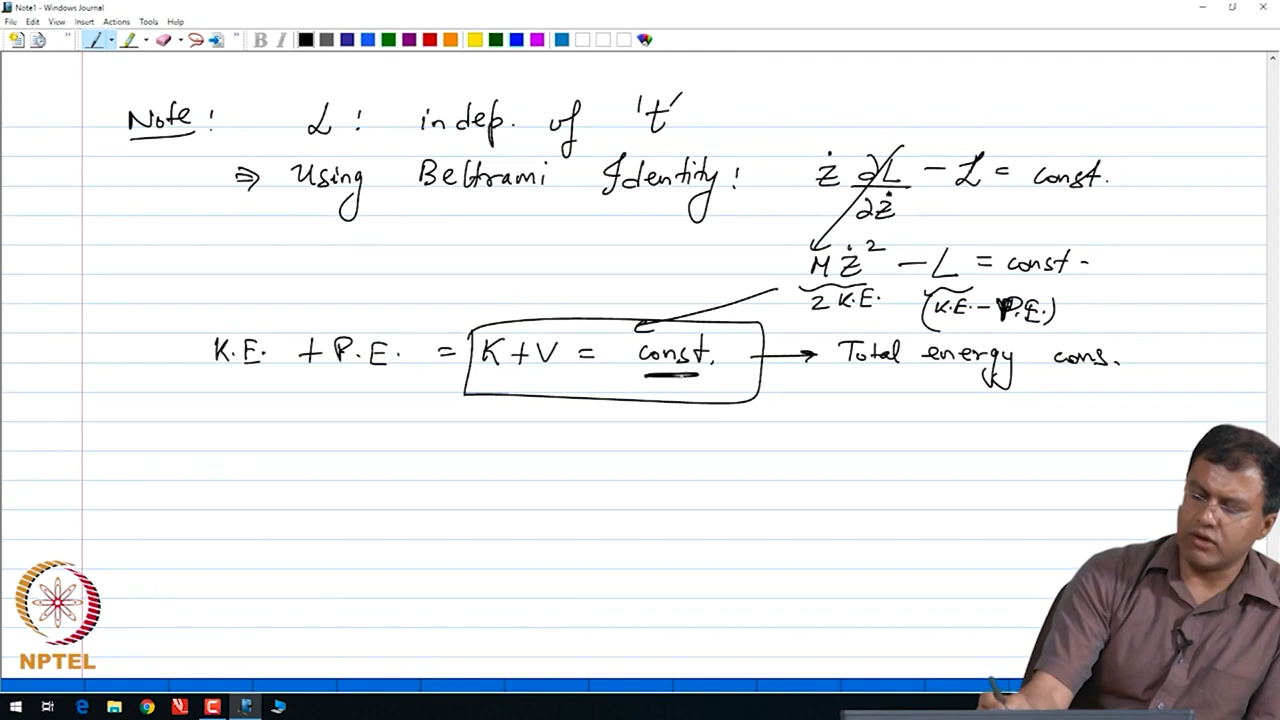 Note1 - Windows Journal
File Edit View Insert Actions Tools Help
B I
Note: L: indep. of 't'
⇒ Using Beltrami Identity: ż ∂L/∂ż - L = const.
Mż² - L = const.
2 K.E. (K.E. - P.E.)
K.E. + P.E. = K + V = const. → Total energy cons.
NPTEL